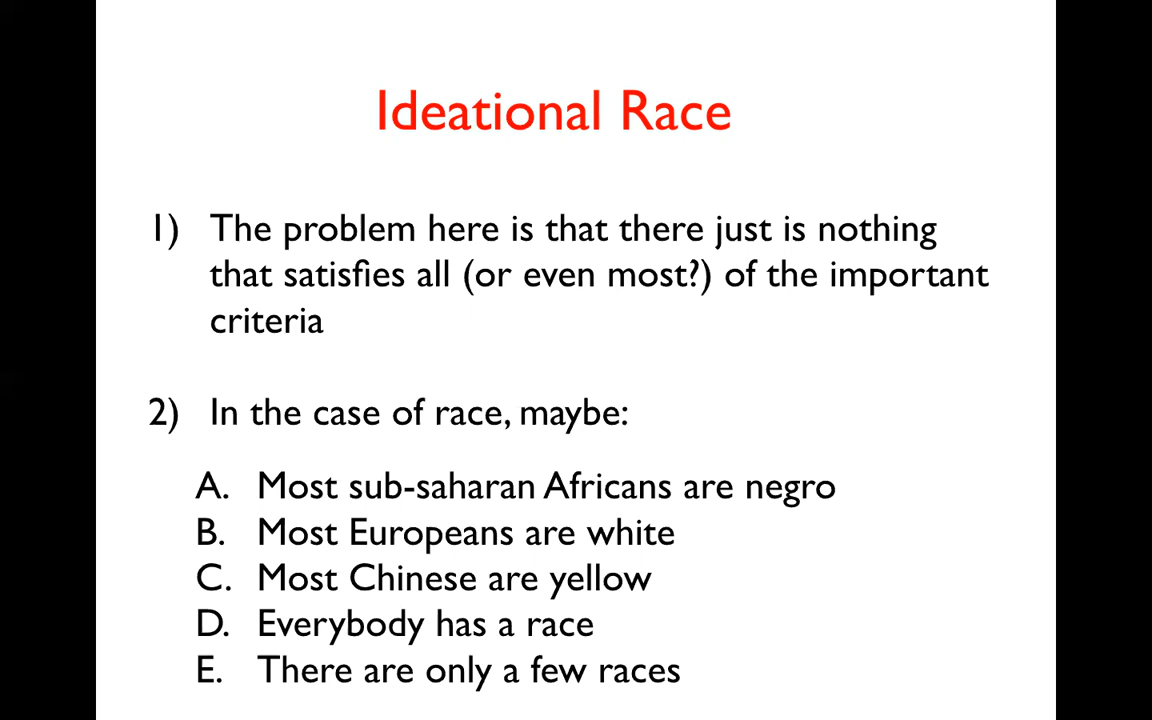 Ideational Race
1) The problem here is that there just is nothing
that satisfies all (or even most?) of the important
criteria
2) In the case of race, maybe:
A. Most sub-saharan Africans are negro
B. Most Europeans are white
C. Most Chinese are yellow
D. Everybody has a race
E. There are only a few races